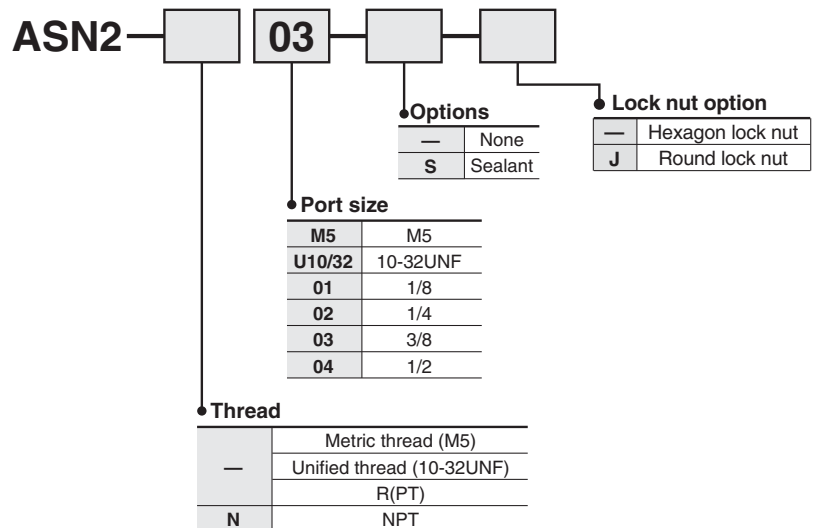 ASN2— 03
Lock nut option
— Hexagon lock nut
J Round lock nut
Options
— None
S Sealant
Port size
M5 M5
U10/32 10-32UNF
01 1/8
02 1/4
03 3/8
04 1/2
Thread
— Metric thread (M5)
Unified thread (10-32UNF)
R(PT)
N NPT